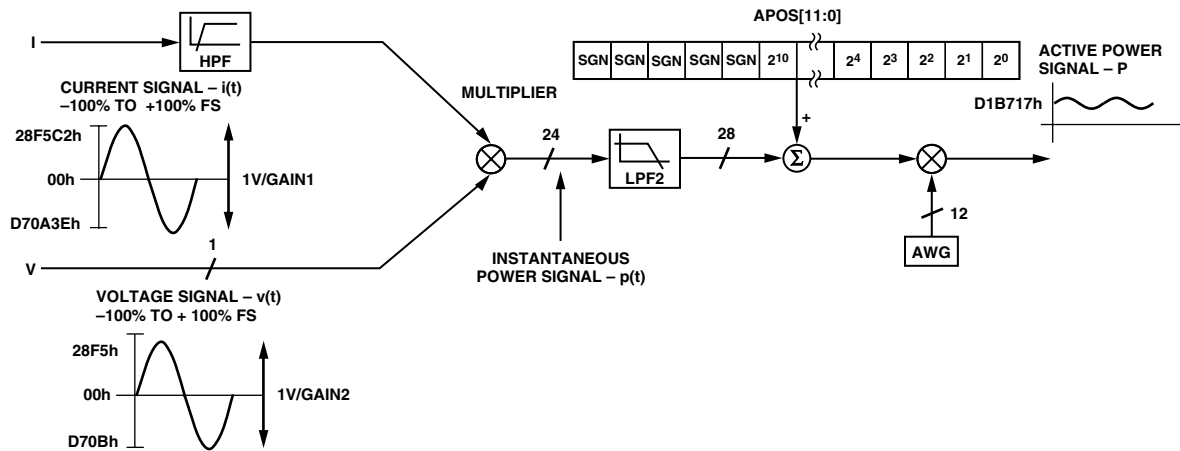 APOS[11:0]
I
HPF
SGN SGN SGN SGN SGN 2¹⁰ 2⁴ 2³ 2² 2¹ 2⁰
ACTIVE POWER
SIGNAL – P
CURRENT SIGNAL – i(t)
–100% TO +100% FS
MULTIPLIER
D1B717h
28F5C2h
+
24
28
Σ
00h
1V/GAIN1
LPF2
D70A3Eh
12
1
INSTANTANEOUS
POWER SIGNAL – p(t)
AWG
V
VOLTAGE SIGNAL – v(t)
–100% TO + 100% FS
28F5h
00h
1V/GAIN2
D70Bh